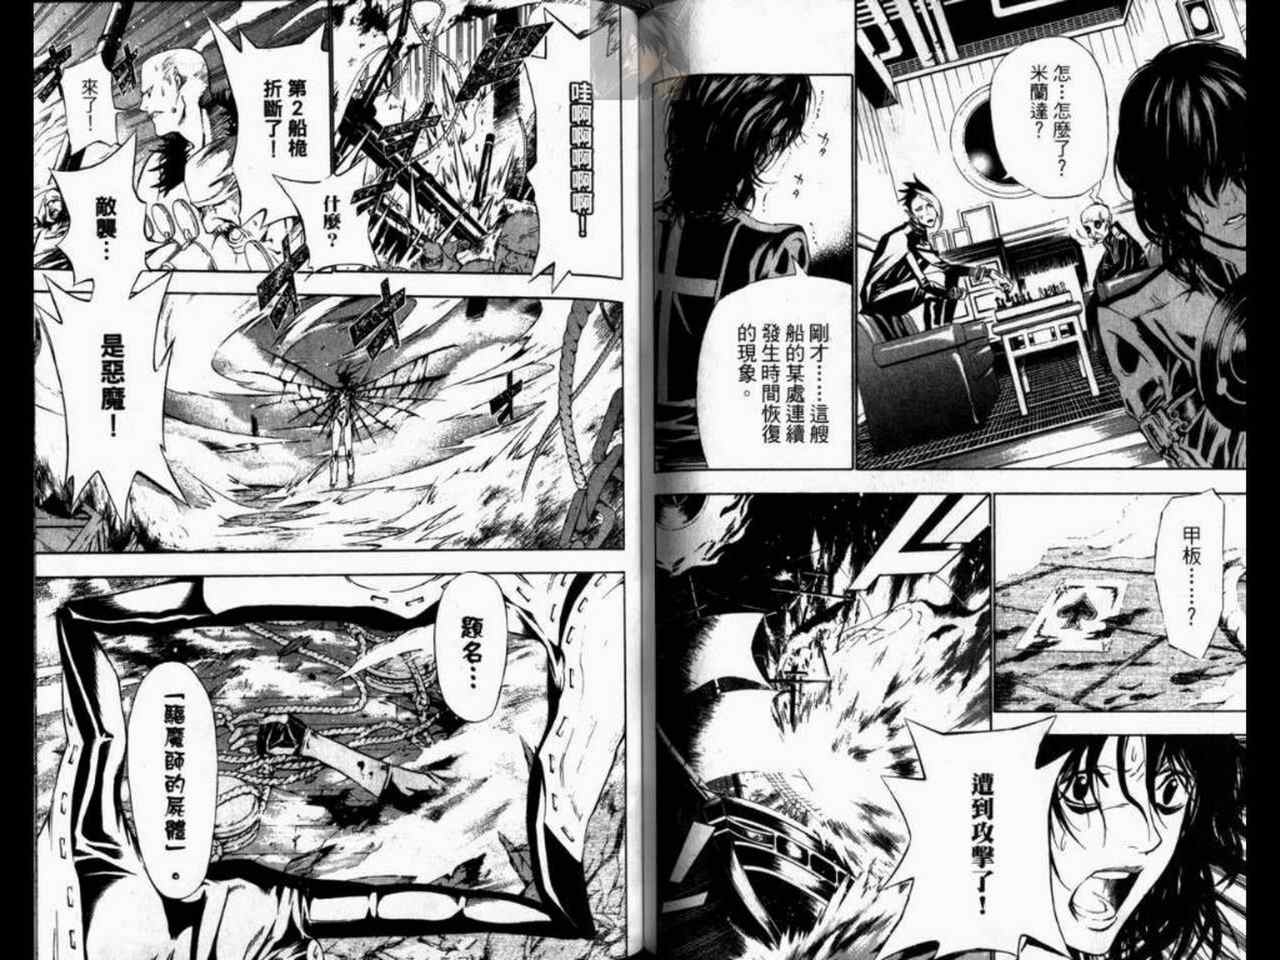 怎…怎麼了?
米蘭達?
剛才……這艘
船的某處連續
發生時間恢復
的現象。
甲板……?
遭到攻擊了!
哇啊啊啊啊啊!
第2船桅
折斷了!
什麼?
來了!
敵襲…
是惡魔!
題名…
「驅魔師的屍體」。